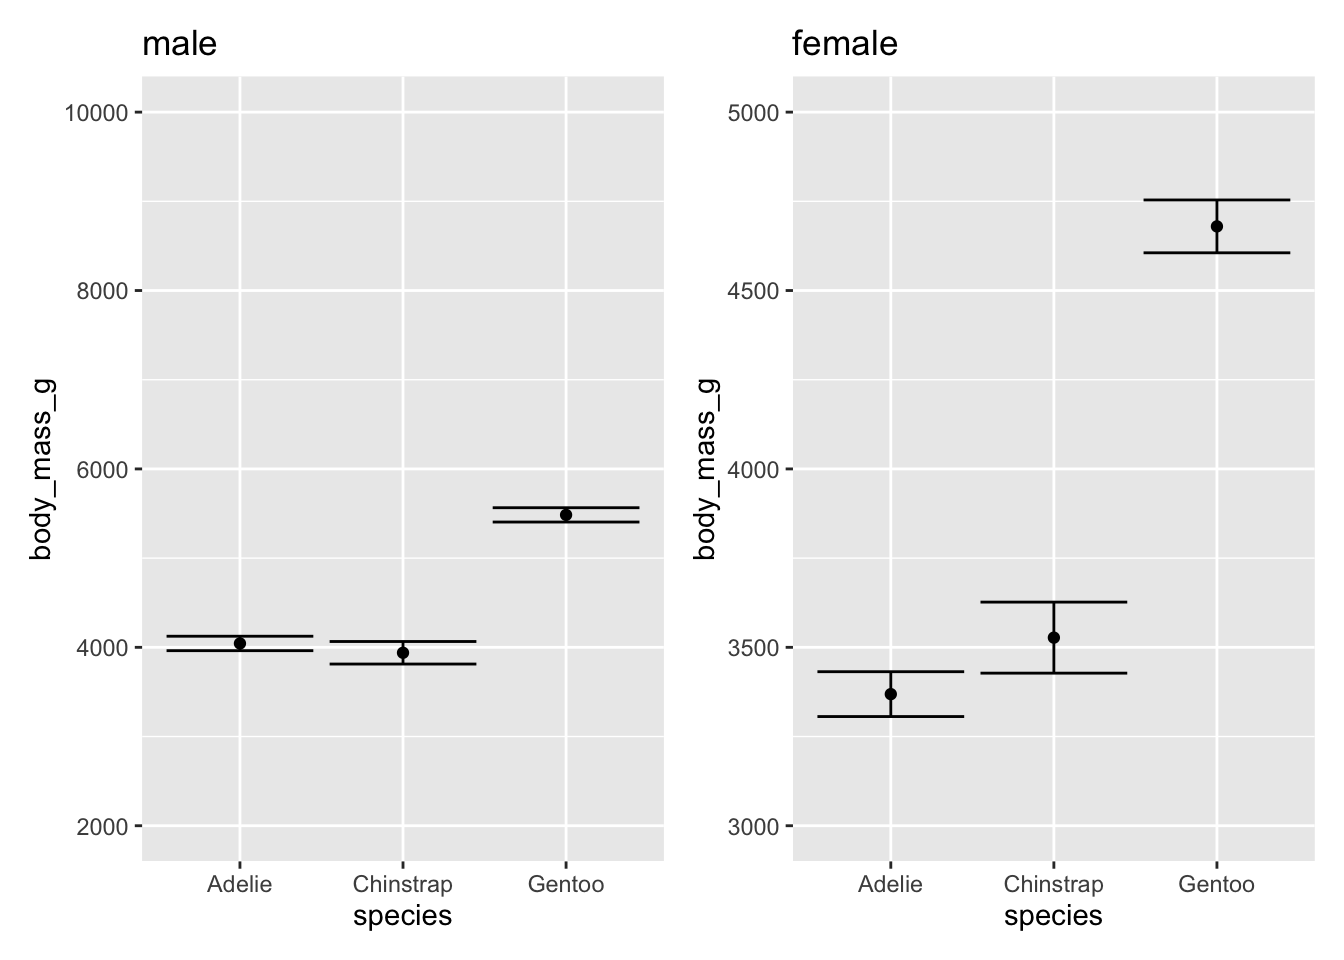 male
10000
8000
6000
4000
2000
body_mass_g
Adelie Chinstrap Gentoo
species
female
5000
4500
4000
3500
3000
body_mass_g
Adelie Chinstrap Gentoo
species